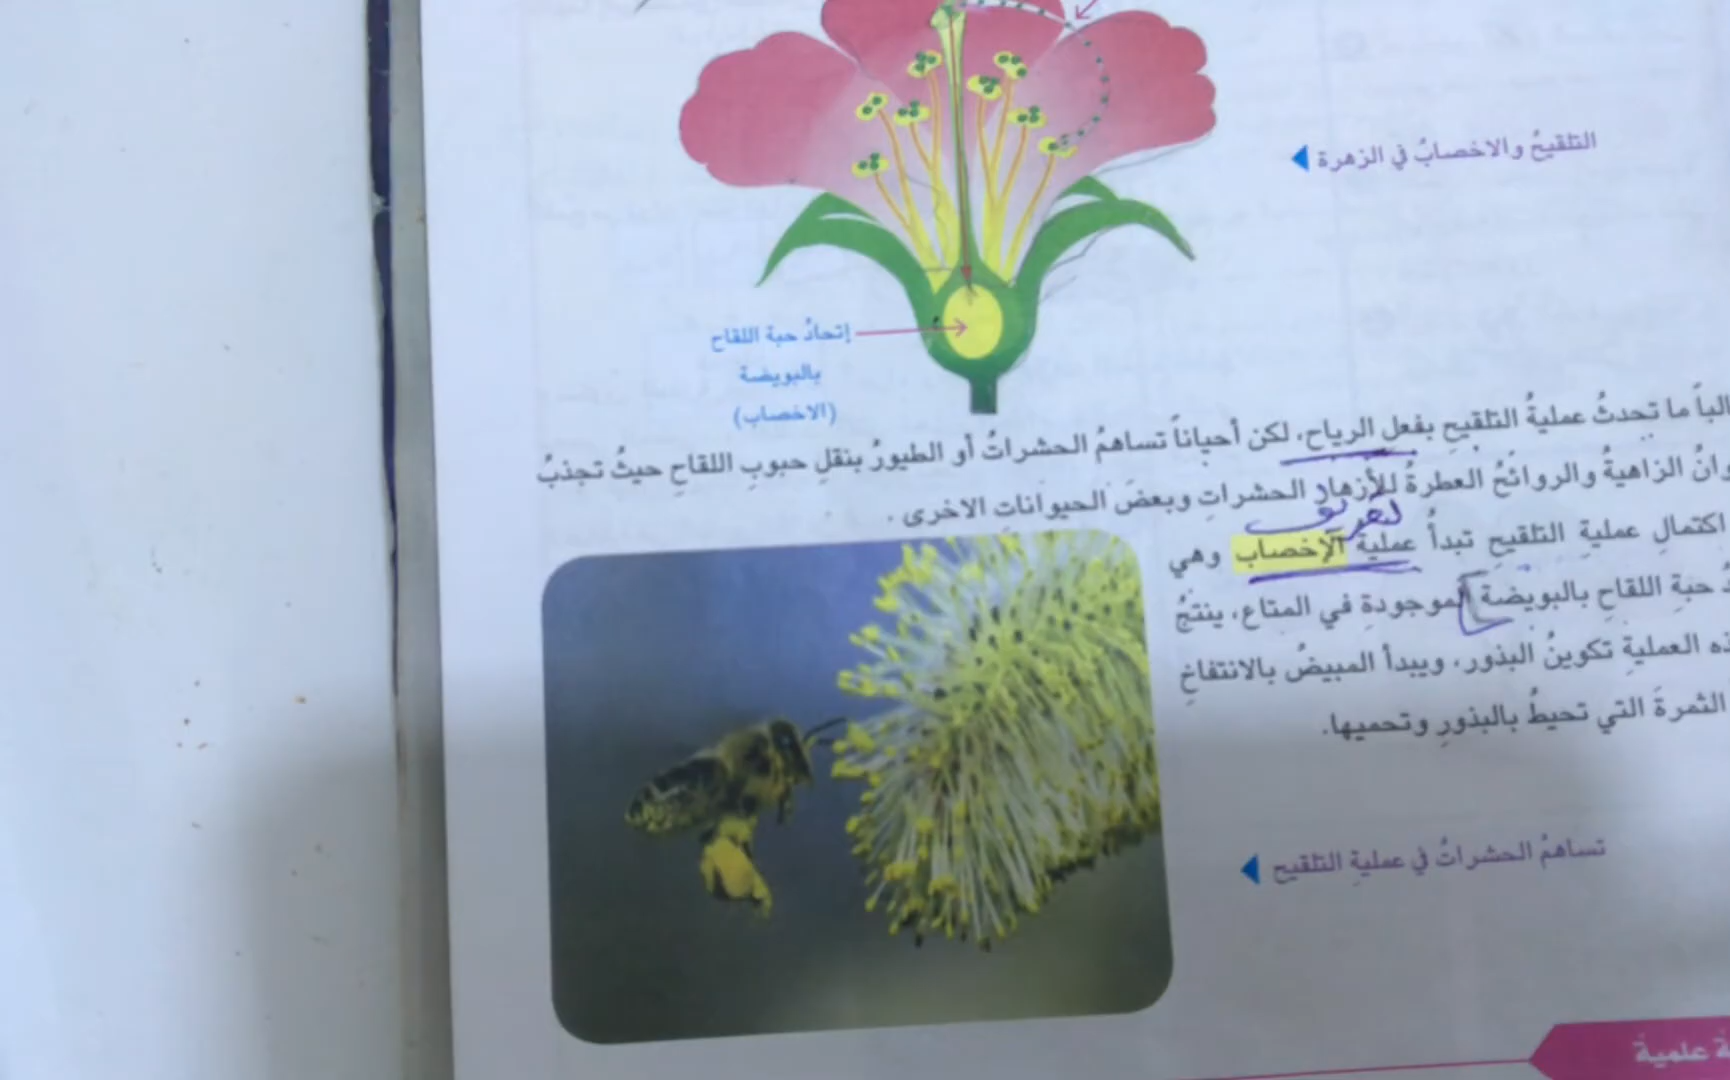 التلقيحُ والاخصابُ في الزهرة
إتحادُ حبة اللقاح
بالبويضة
(الاخصاب)
ما تحدثُ عمليةُ التلقيحِ بفعلِ الرياحِ، لكن أحياناً تساهمُ الحشراتُ أو الطيورُ بنقلِ حبوبِ اللقاحِ حيثُ تجذبُ
الزاهيةُ والروائحُ العطرةُ للأزهارِ الحشراتِ وبعضَ الحيواناتِ الاخرى .
تعريف
اكتمالِ عمليةِ التلقيحِ تبدأُ عمليةُ الإخصاب وهي
حبةِ اللقاحِ بالبويضة الموجودةِ في المتاع، ينتجُ
العمليةِ تكوينُ البذور، ويبدأ المبيضُ بالانتفاخِ
الثمرةَ التي تحيطُ بالبذورِ وتحميها.
تساهمُ الحشراتُ في عمليةِ التلقيح
علمية